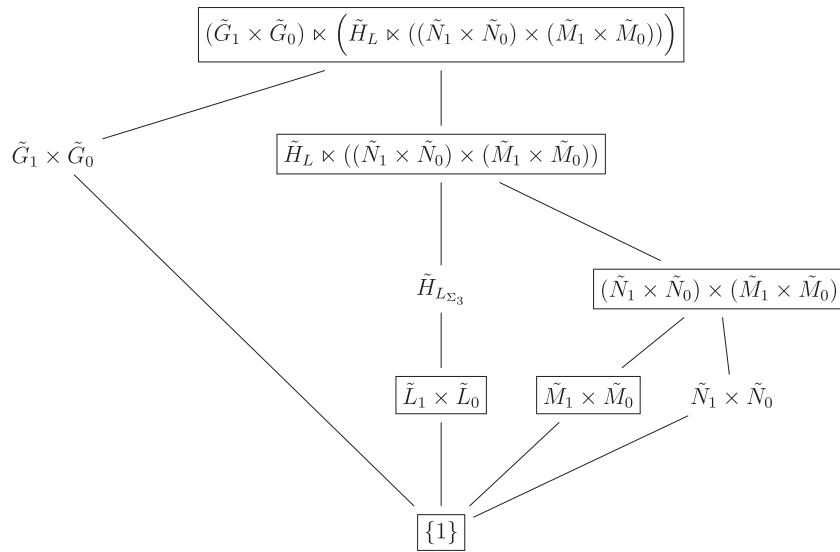 (G̃₁ × G̃₀) ⋉ (H̃_L ⋉ ((Ñ₁ × Ñ₀) × (M̃₁ × M̃₀)))
G̃₁ × G̃₀
H̃_L ⋉ ((Ñ₁ × Ñ₀) × (M̃₁ × M̃₀))
H̃_{L_{Σ₃}}
(Ñ₁ × Ñ₀) × (M̃₁ × M̃₀)
L̃₁ × L̃₀
M̃₁ × M̃₀
Ñ₁ × Ñ₀
{1}